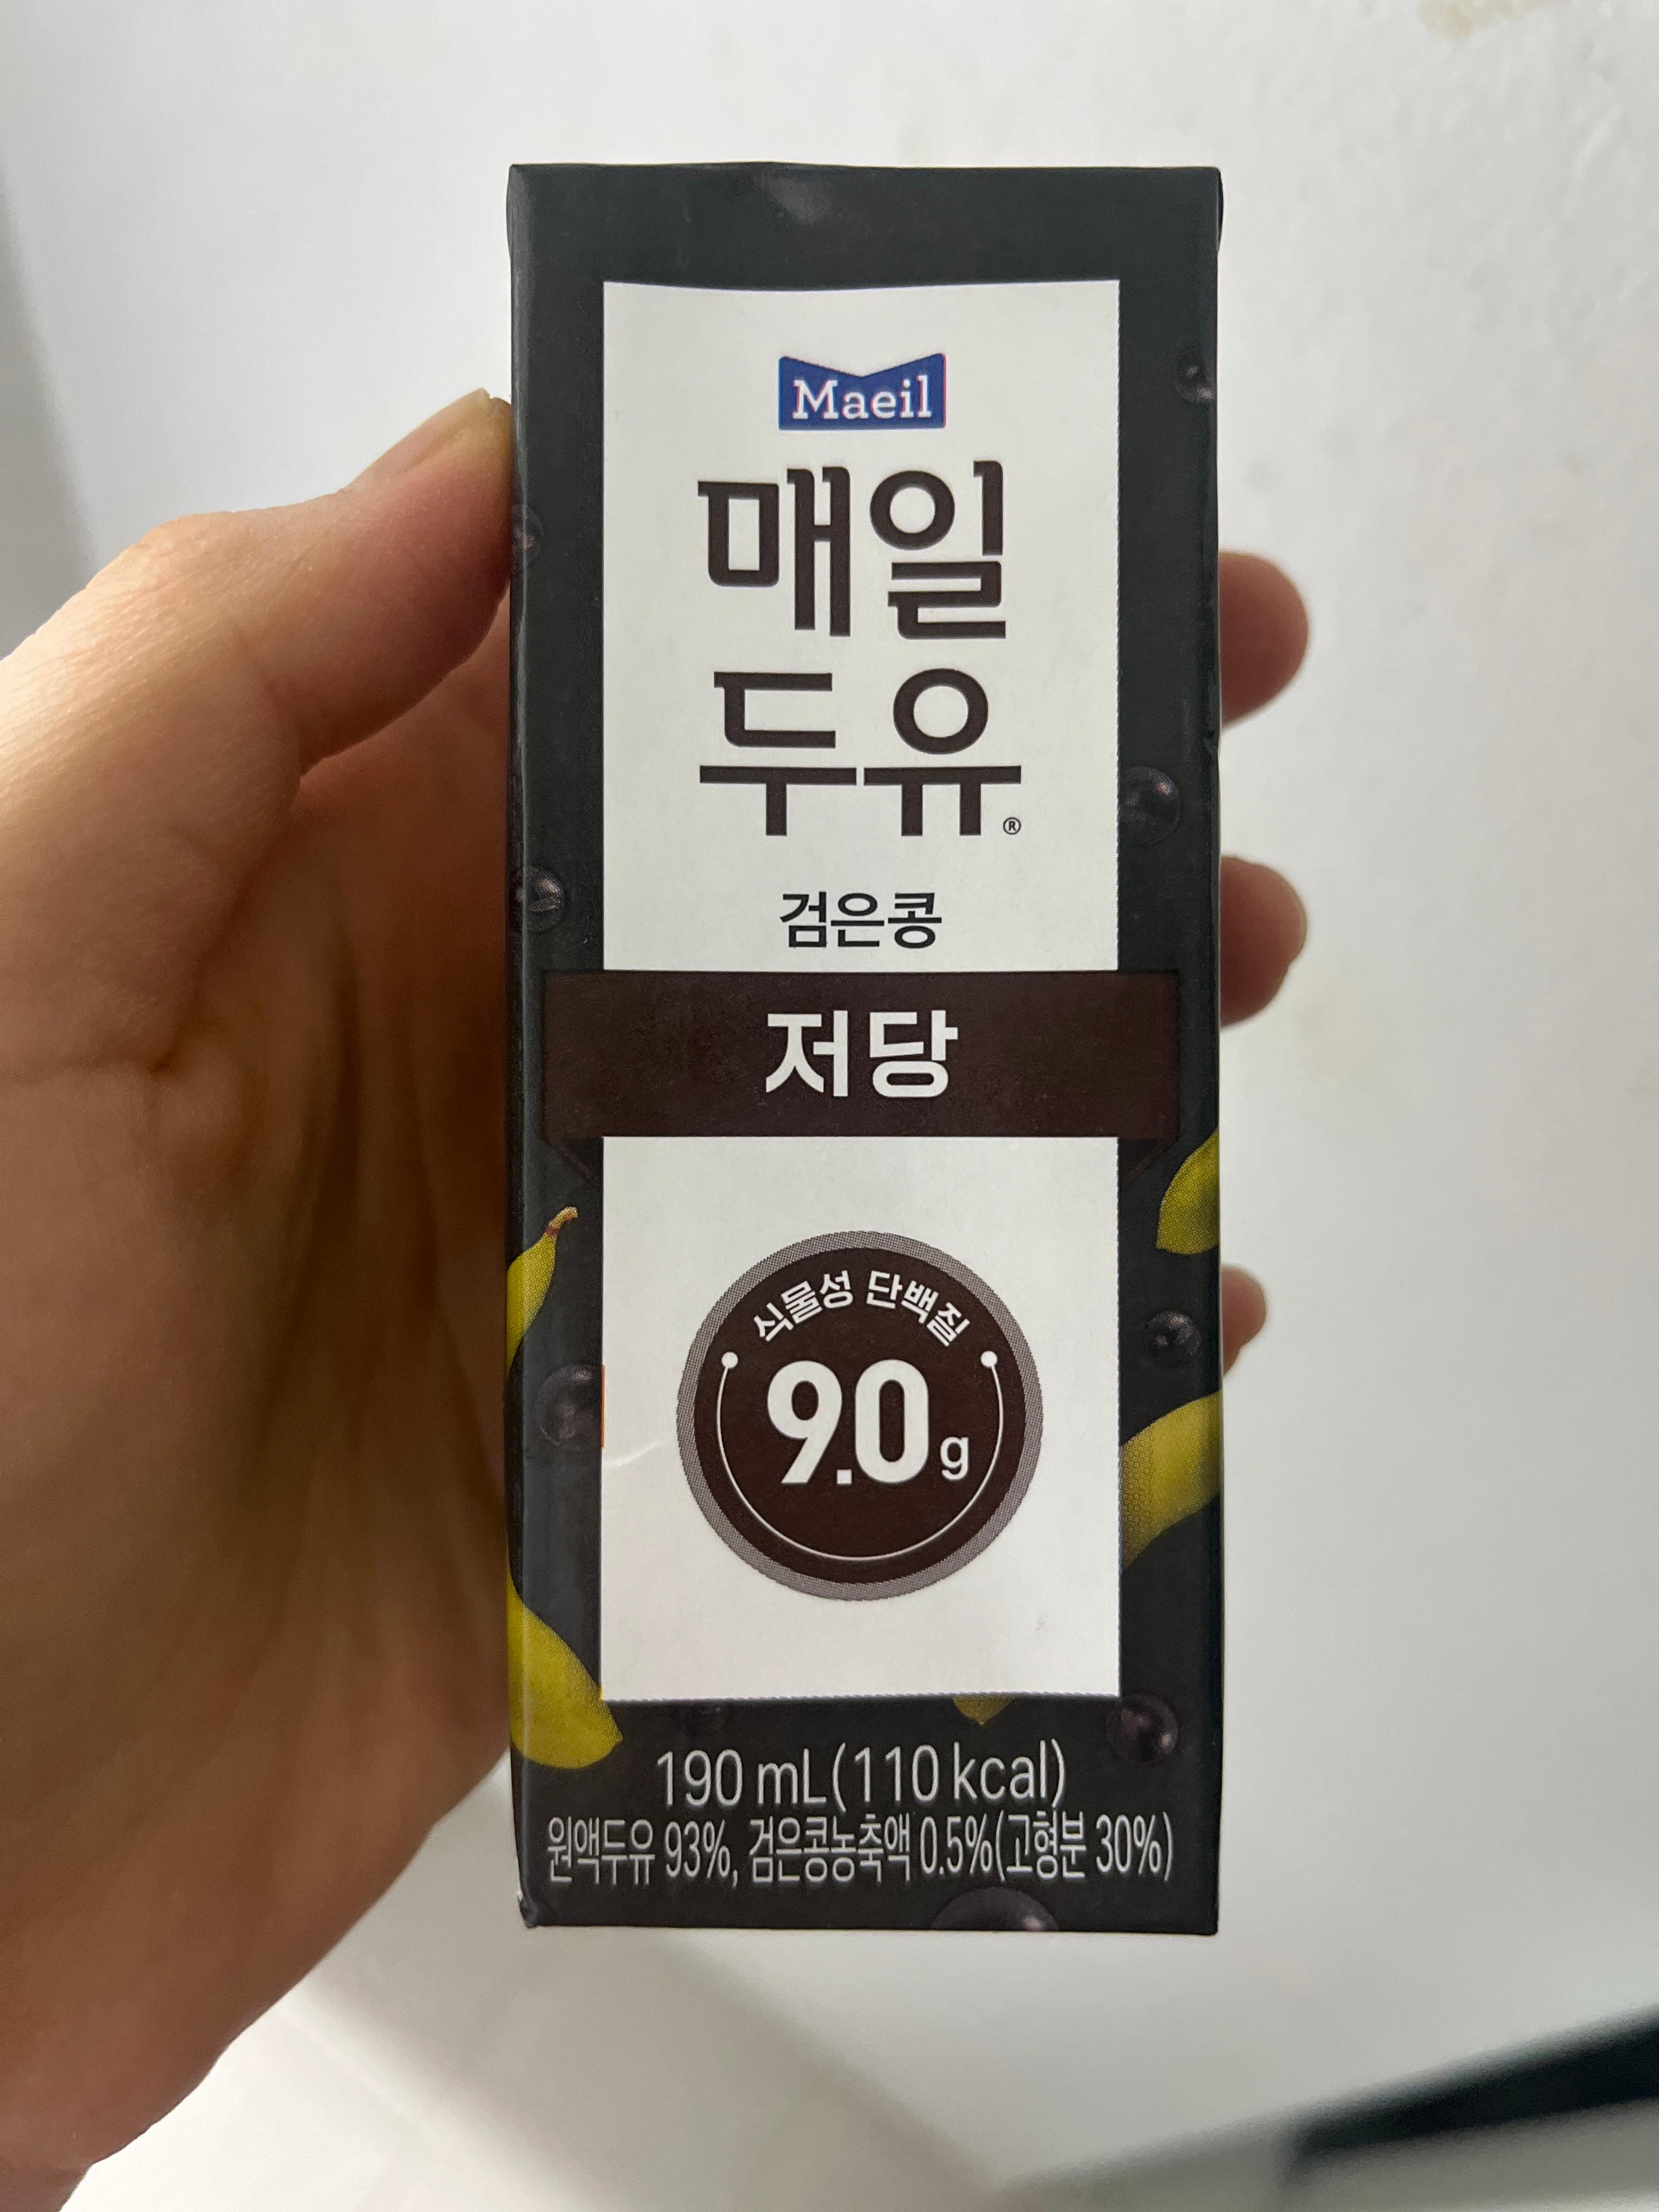 Maeil
매일
두유®
검은콩
저당
식물성 단백질
9.0 g
190 mL(110 kcal)
원액두유 93%, 검은콩농축액 0.5%(고형분 30%)